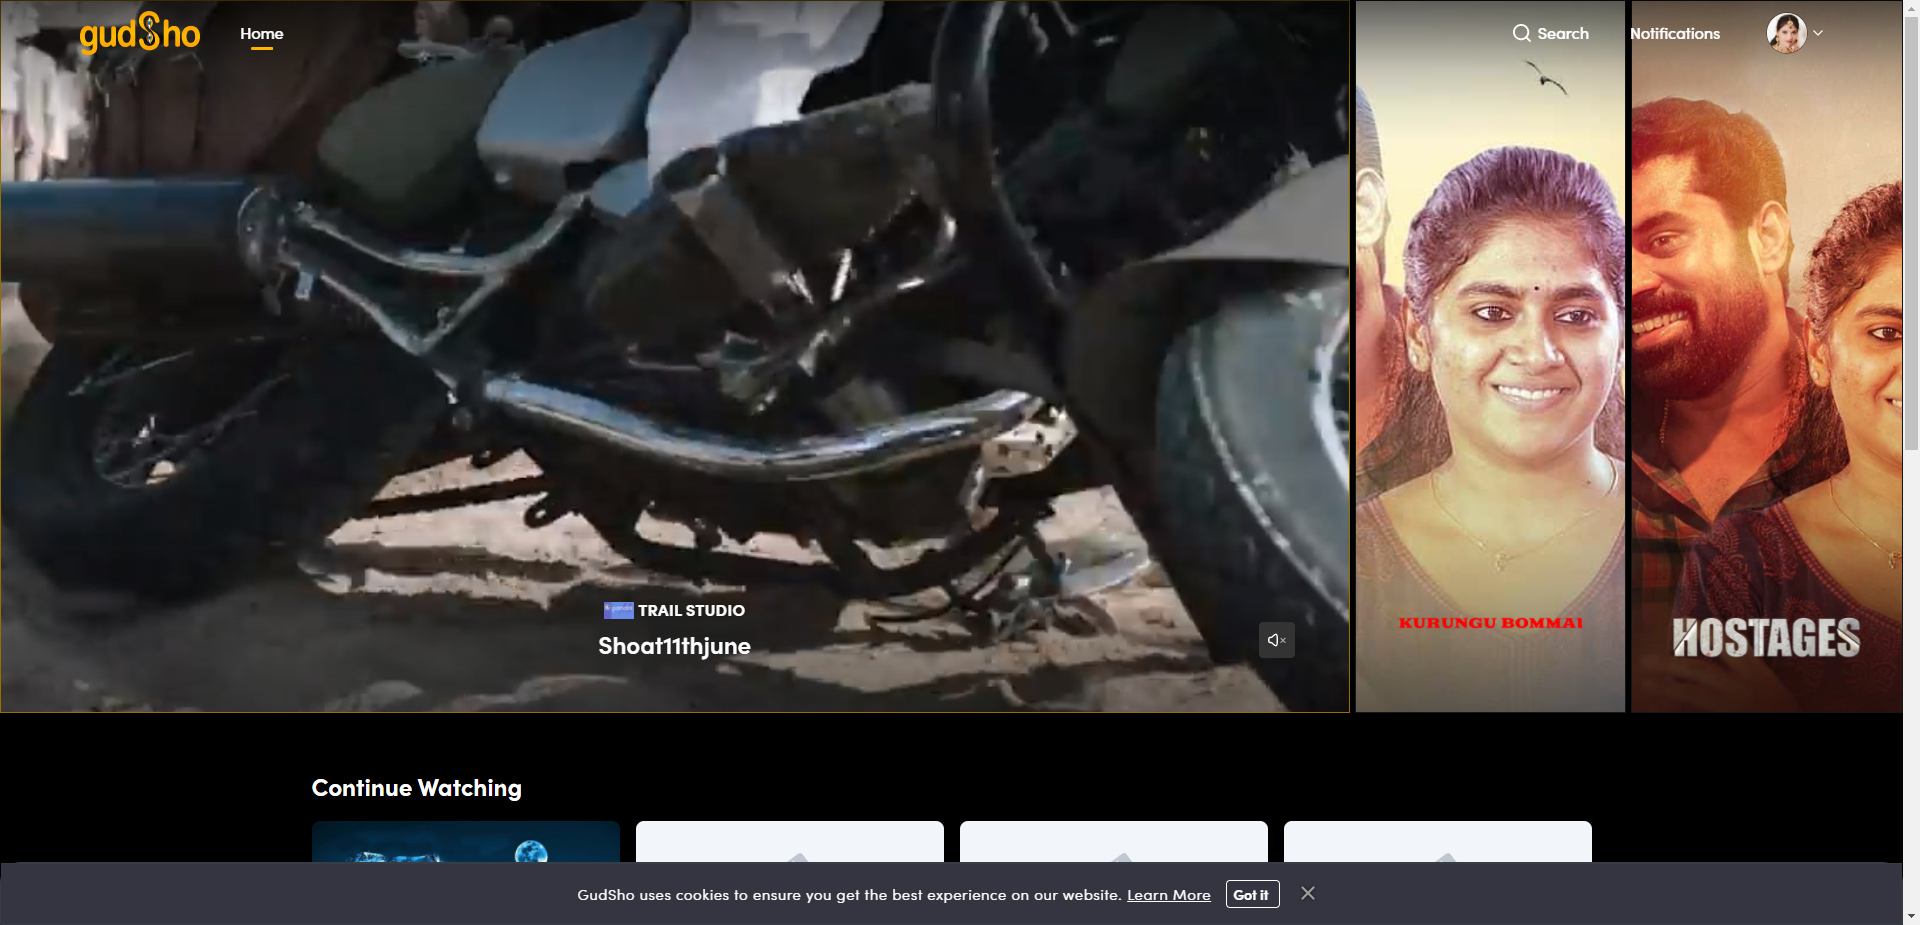 gudSho
Home
Search
Notifications
TRAIL STUDIO
Shoat11thjune
KURUNGU BOMMAI
HOSTAGES
Continue Watching
GudSho uses cookies to ensure you get the best experience on our website. Learn More
Got it